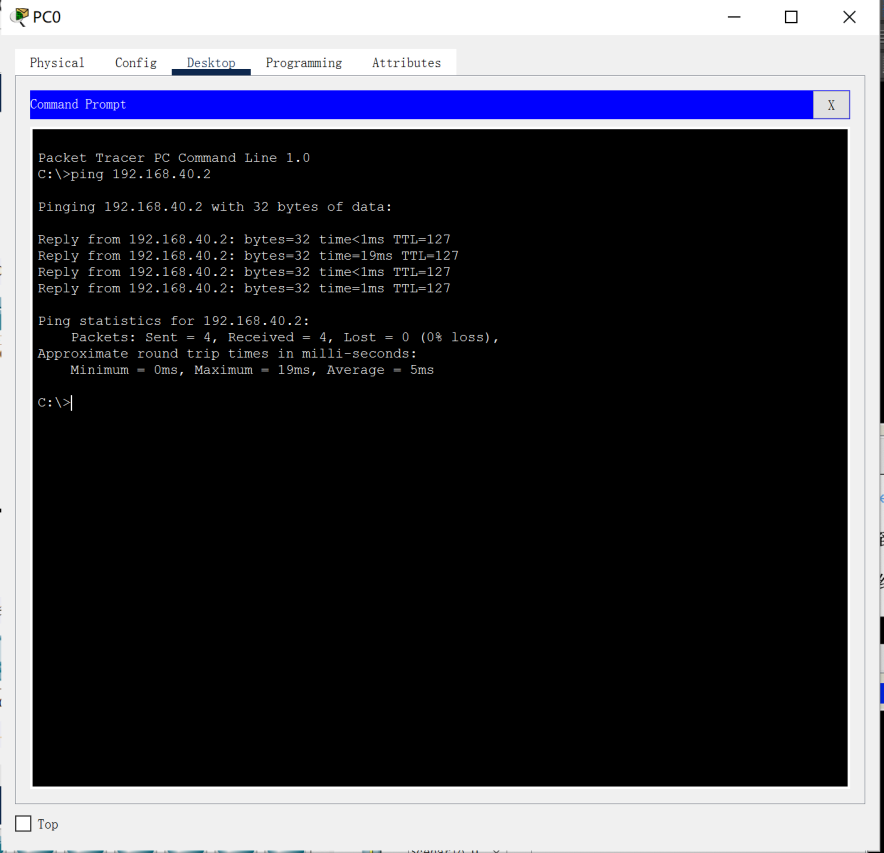 PC0
Physical Config Desktop Programming Attributes
Command Prompt X
Packet Tracer PC Command Line 1.0
C:\>ping 192.168.40.2
Pinging 192.168.40.2 with 32 bytes of data:
Reply from 192.168.40.2: bytes=32 time<1ms TTL=127
Reply from 192.168.40.2: bytes=32 time=19ms TTL=127
Reply from 192.168.40.2: bytes=32 time<1ms TTL=127
Reply from 192.168.40.2: bytes=32 time=1ms TTL=127
Ping statistics for 192.168.40.2:
Packets: Sent = 4, Received = 4, Lost = 0 (0% loss),
Approximate round trip times in milli-seconds:
Minimum = 0ms, Maximum = 19ms, Average = 5ms
C:\>
Top